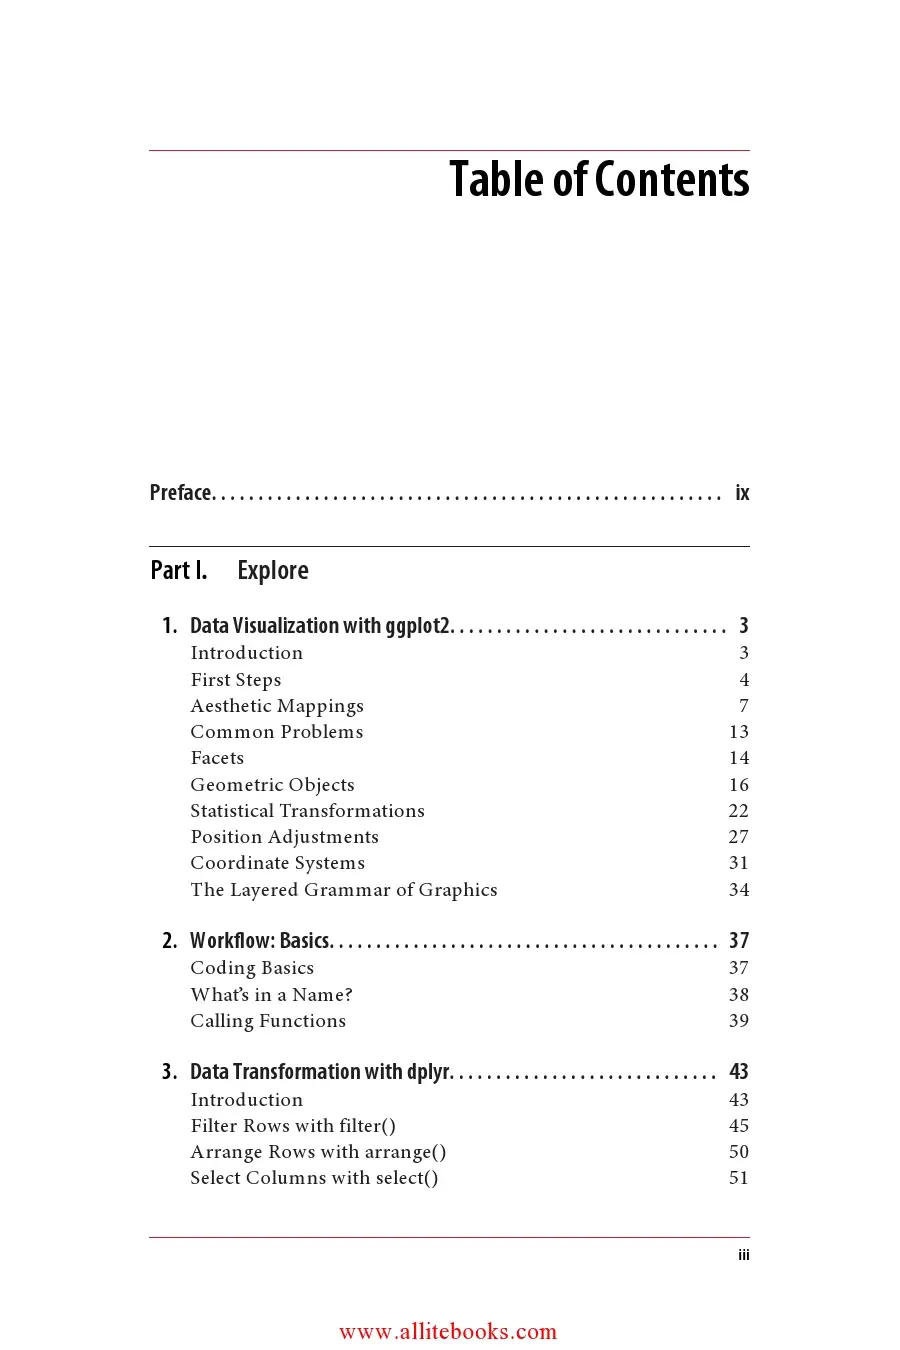 Table of Contents
Preface. . . . . . . . . . . . . . . . . . . . . . . . . . . . . . . . . . . . . . . . . . . . . . . . . . . . . . . ix
Part I. Explore
1. Data Visualization with ggplot2. . . . . . . . . . . . . . . . . . . . . . . . . . . . . . 3
Introduction 3
First Steps 4
Aesthetic Mappings 7
Common Problems 13
Facets 14
Geometric Objects 16
Statistical Transformations 22
Position Adjustments 27
Coordinate Systems 31
The Layered Grammar of Graphics 34
2. Workflow: Basics. . . . . . . . . . . . . . . . . . . . . . . . . . . . . . . . . . . . . . . . . . 37
Coding Basics 37
What’s in a Name? 38
Calling Functions 39
3. Data Transformation with dplyr. . . . . . . . . . . . . . . . . . . . . . . . . . . . . 43
Introduction 43
Filter Rows with filter() 45
Arrange Rows with arrange() 50
Select Columns with select() 51
iii
www.allitebooks.com